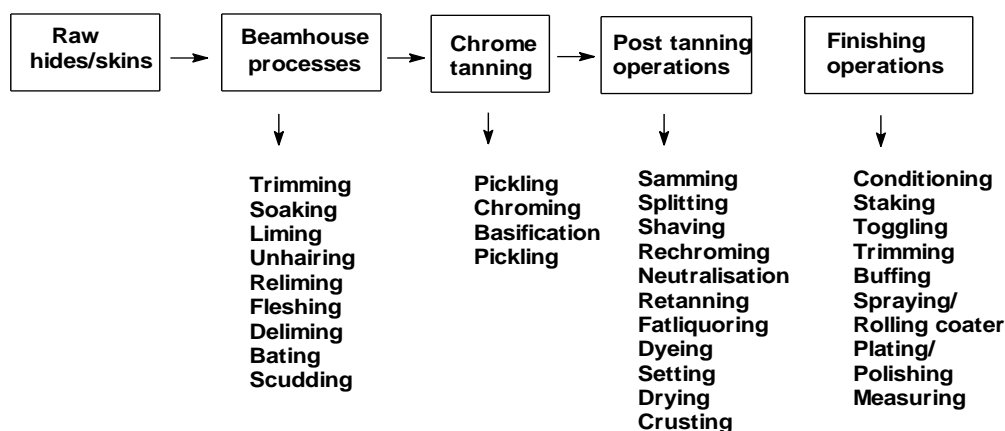 Raw
hides/skins
Beamhouse
processes
Chrome
tanning
Post tanning
operations
Finishing
operations
Trimming
Soaking
Liming
Unhairing
Reliming
Fleshing
Deliming
Bating
Scudding
Pickling
Chroming
Basification
Pickling
Samming
Splitting
Shaving
Rechroming
Neutralisation
Retanning
Fatliquoring
Dyeing
Setting
Drying
Crusting
Conditioning
Staking
Toggling
Trimming
Buffing
Spraying/
Rolling coater
Plating/
Polishing
Measuring